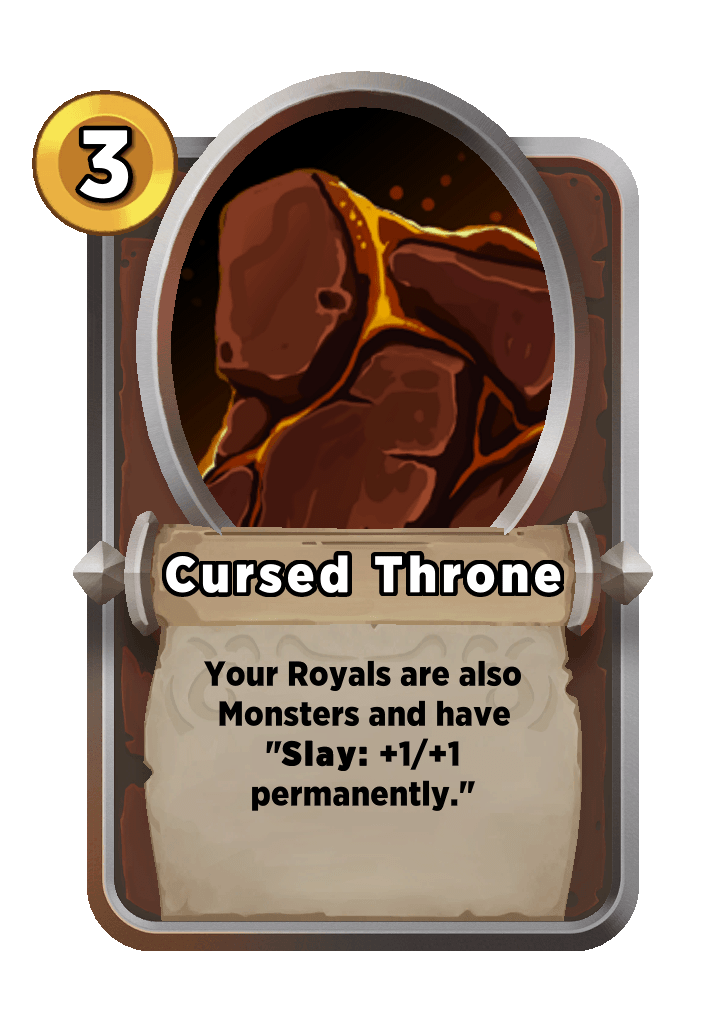 3
Cursed Throne
Your Royals are also
Monsters and have
"Slay: +1/+1
permanently."